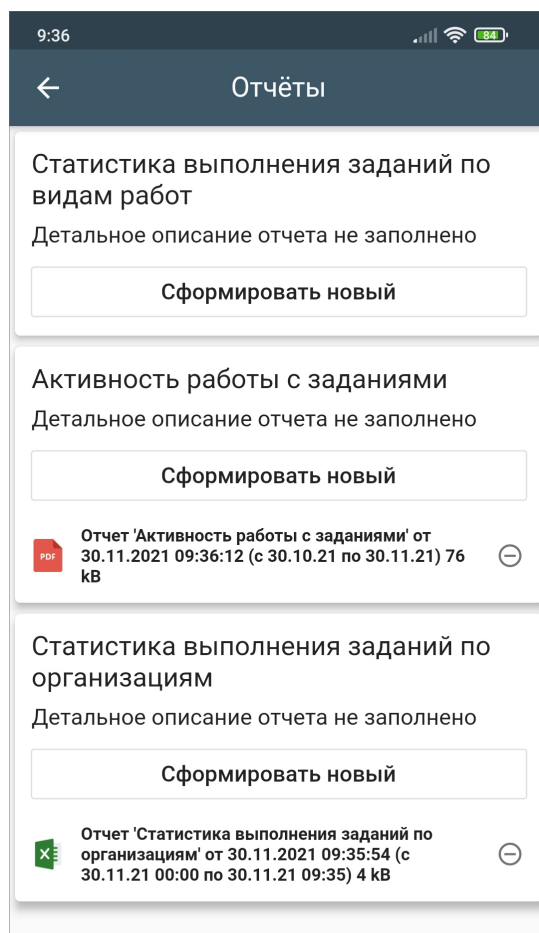 9:36
84
Отчёты
Статистика выполнения заданий по
видам работ
Детальное описание отчета не заполнено
Сформировать новый
Активность работы с заданиями
Детальное описание отчета не заполнено
Сформировать новый
PDF
Отчет 'Активность работы с заданиями' от
30.11.2021 09:36:12 (с 30.10.21 по 30.11.21) 76
kB
Статистика выполнения заданий по
организациям
Детальное описание отчета не заполнено
Сформировать новый
X
Отчет 'Статистика выполнения заданий по
организациям' от 30.11.2021 09:35:54 (с
30.11.21 00:00 по 30.11.21 09:35) 4 kB